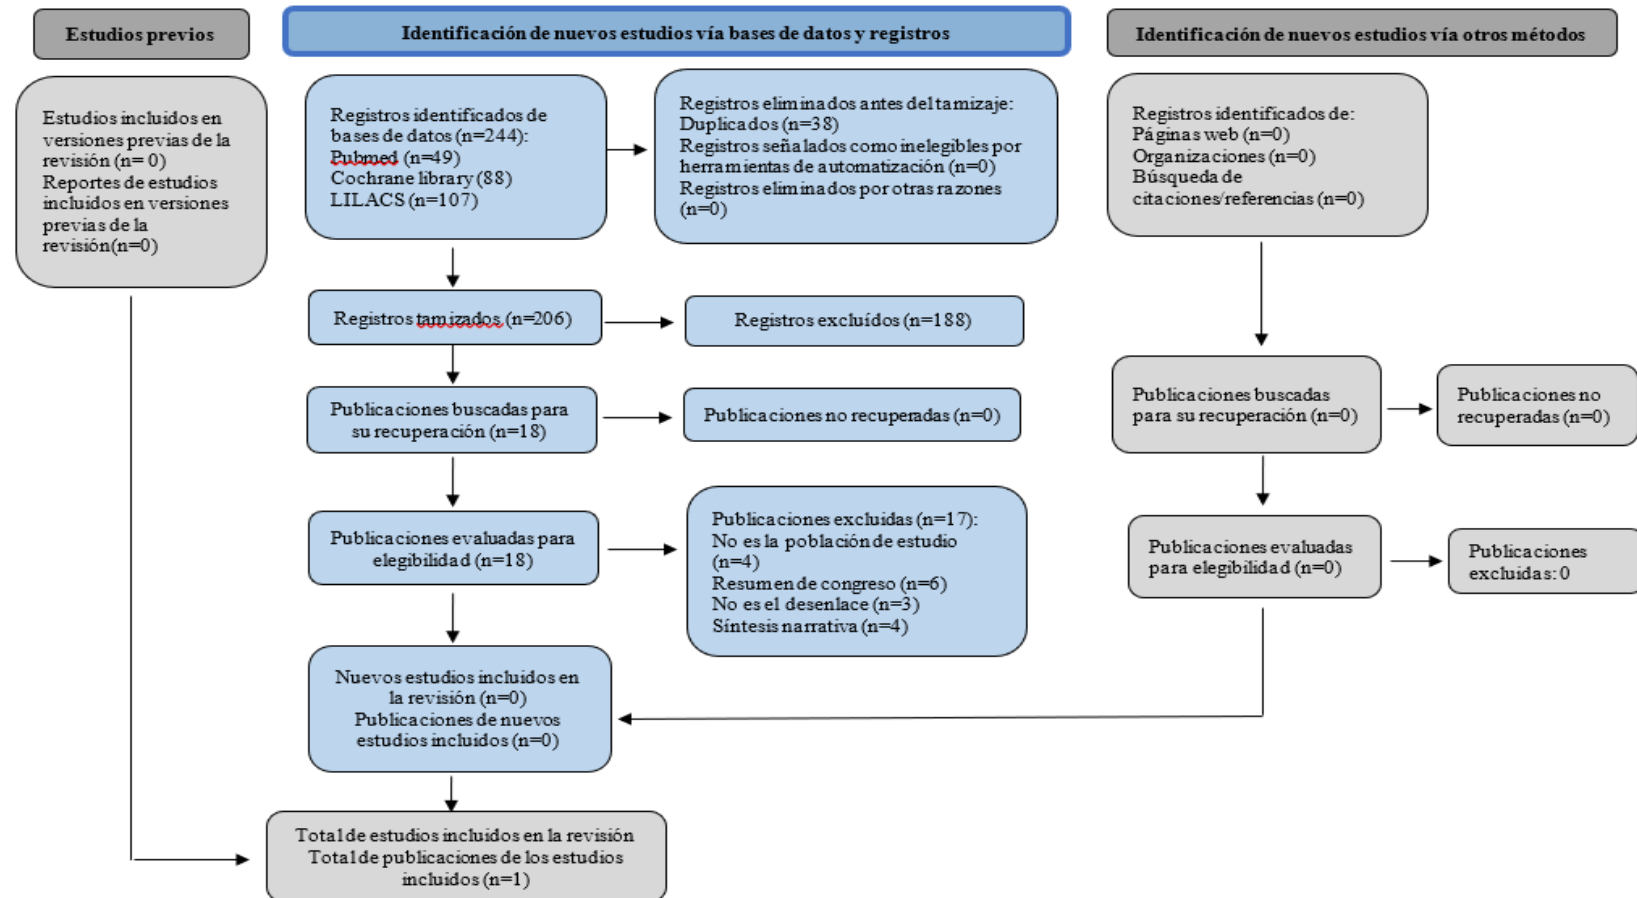 Estudios previos
Identificación de nuevos estudios vía bases de datos y registros
Identificación de nuevos estudios vía otros métodos
Estudios incluidos en
versiones previas de la
revisión (n= 0)
Reportes de estudios
incluidos en versiones
previas de la
revisión(n=0)
Registros identificados de
bases de datos (n=244):
Pubmed (n=49)
Cochrane library (88)
LILACS (n=107)
Registros eliminados antes del tamizaje:
Duplicados (n=38)
Registros señalados como inelegibles por
herramientas de automatización (n=0)
Registros eliminados por otras razones
(n=0)
Registros identificados de:
Páginas web (n=0)
Organizaciones (n=0)
Búsqueda de
citaciones/referencias (n=0)
Registros tamizados (n=206)
Registros excluídos (n=188)
Publicaciones buscadas para
su recuperación (n=18)
Publicaciones no recuperadas (n=0)
Publicaciones buscadas
para su recuperación (n=0)
Publicaciones no
recuperadas (n=0)
Publicaciones evaluadas para
elegibilidad (n=18)
Publicaciones excluidas (n=17):
No es la población de estudio
(n=4)
Resumen de congreso (n=6)
No es el desenlace (n=3)
Síntesis narrativa (n=4)
Publicaciones evaluadas
para elegibilidad (n=0)
Publicaciones
excluidas: 0
Nuevos estudios incluidos en
la revisión (n=0)
Publicaciones de nuevos
estudios incluidos (n=0)
Total de estudios incluidos en la revisión
Total de publicaciones de los estudios
incluidos (n=1)